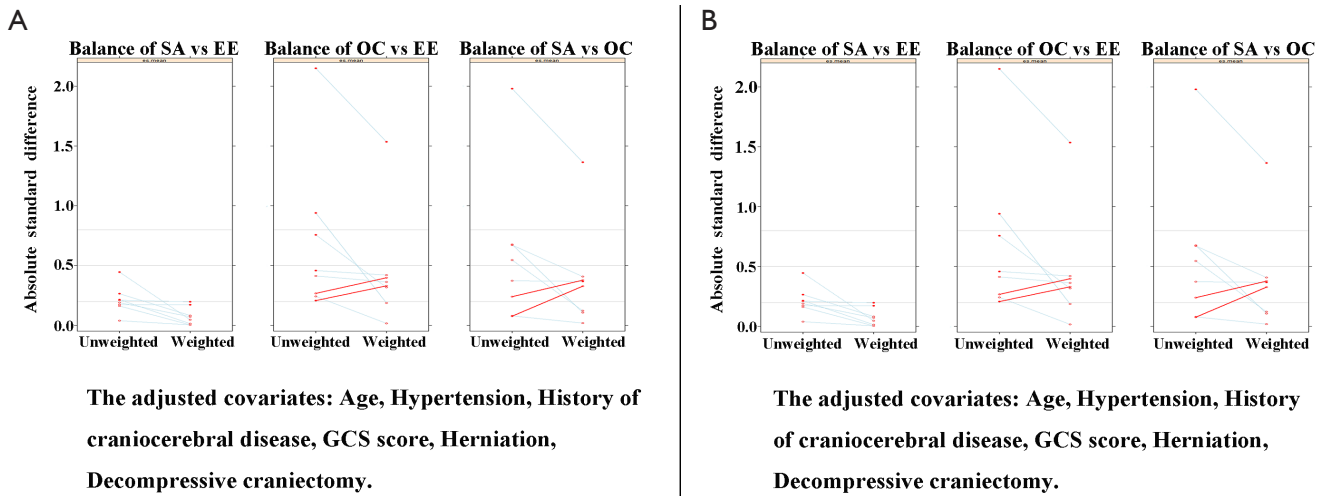 A
Balance of SA vs EE Balance of OC vs EE Balance of SA vs OC
es.mean es.mean es.mean
Absolute standard difference
2.0
1.5
1.0
0.5
0.0
Unweighted Weighted Unweighted Weighted Unweighted Weighted
The adjusted covariates: Age, Hypertension, History of
craniocerebral disease, GCS score, Herniation,
Decompressive craniectomy.
B
Balance of SA vs EE Balance of OC vs EE Balance of SA vs OC
es.mean es.mean es.mean
Absolute standard difference
2.0
1.5
1.0
0.5
0.0
Unweighted Weighted Unweighted Weighted Unweighted Weighted
The adjusted covariates: Age, Hypertension, History
of craniocerebral disease, GCS score, Herniation,
Decompressive craniectomy.